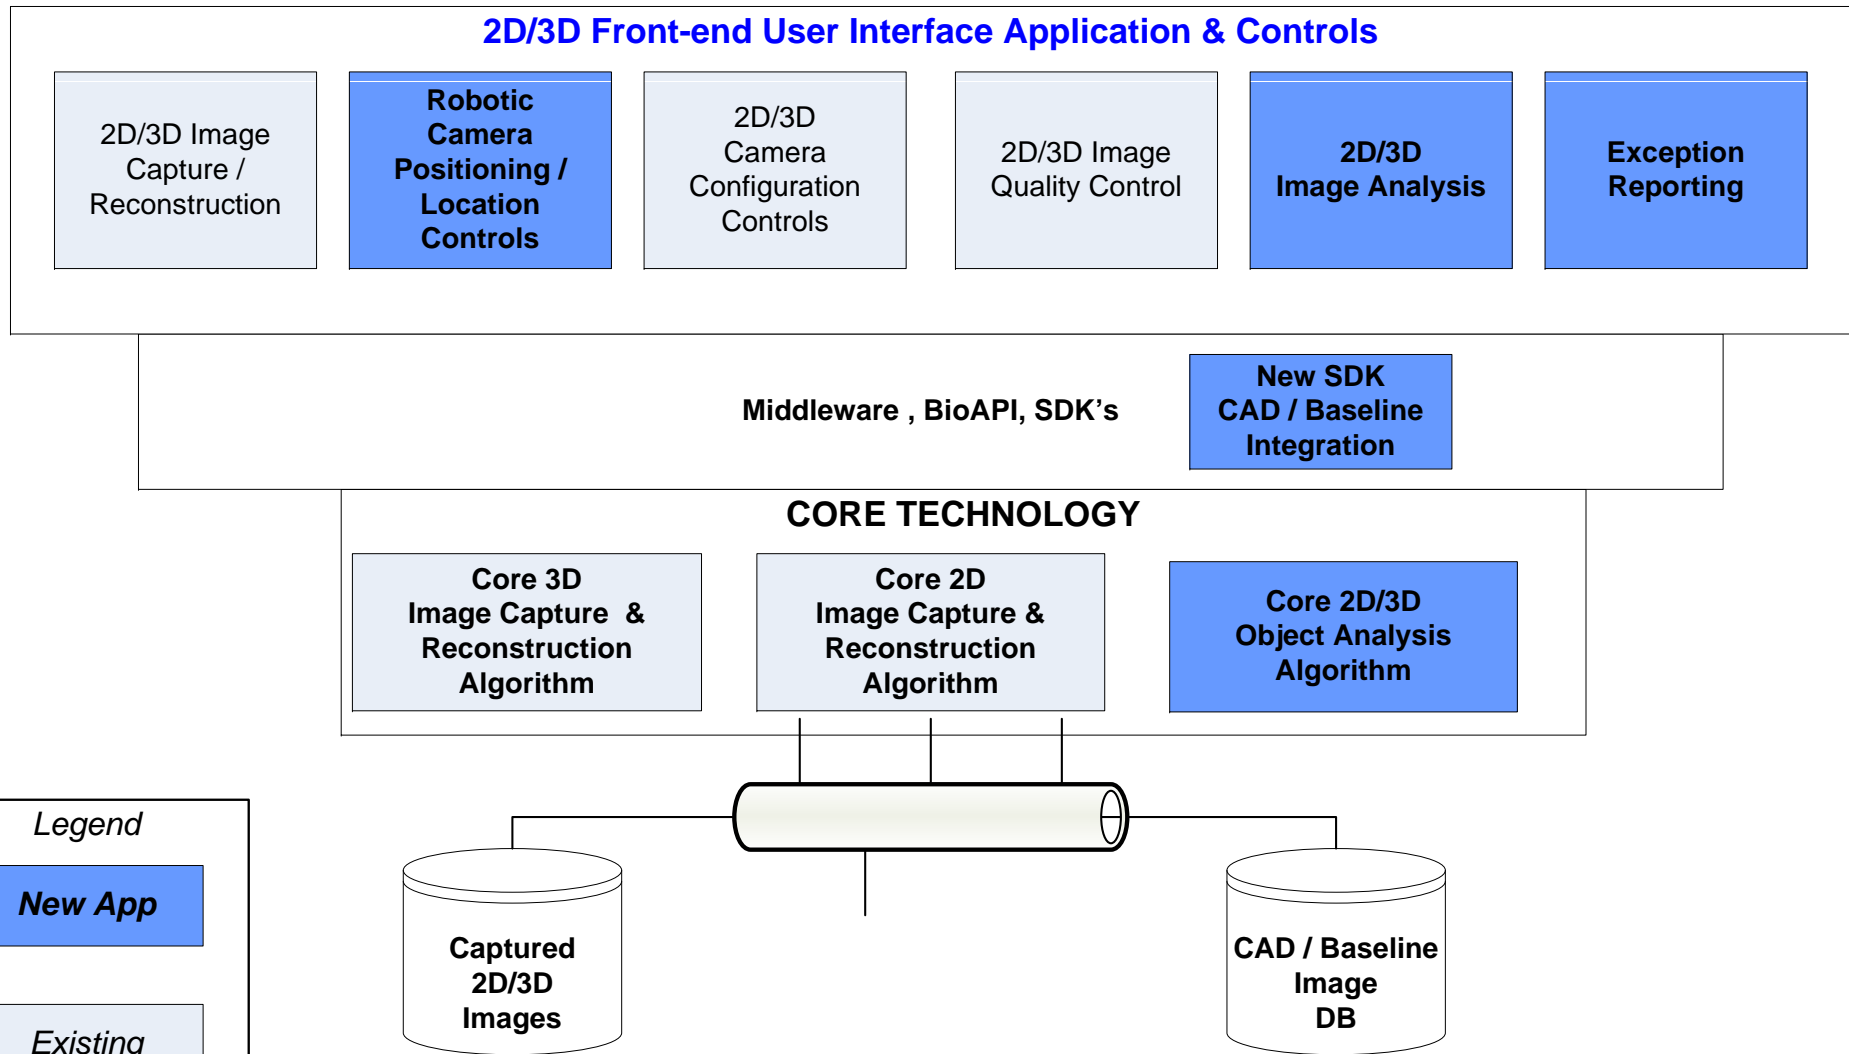 2D/3D Front-end User Interface Application & Controls
2D/3D Image
Capture /
Reconstruction
Robotic
Camera
Positioning /
Location
Controls
2D/3D
Camera
Configuration
Controls
2D/3D Image
Quality Control
2D/3D
Image Analysis
Exception
Reporting
Middleware , BioAPI, SDK's
New SDK
CAD / Baseline
Integration
CORE TECHNOLOGY
Core 3D
Image Capture  &
Reconstruction
Algorithm
Core 2D
Image Capture &
Reconstruction
Algorithm
Core 2D/3D
Object Analysis
Algorithm
Legend
New App
Existing
Captured
2D/3D
Images
CAD / Baseline
Image
DB